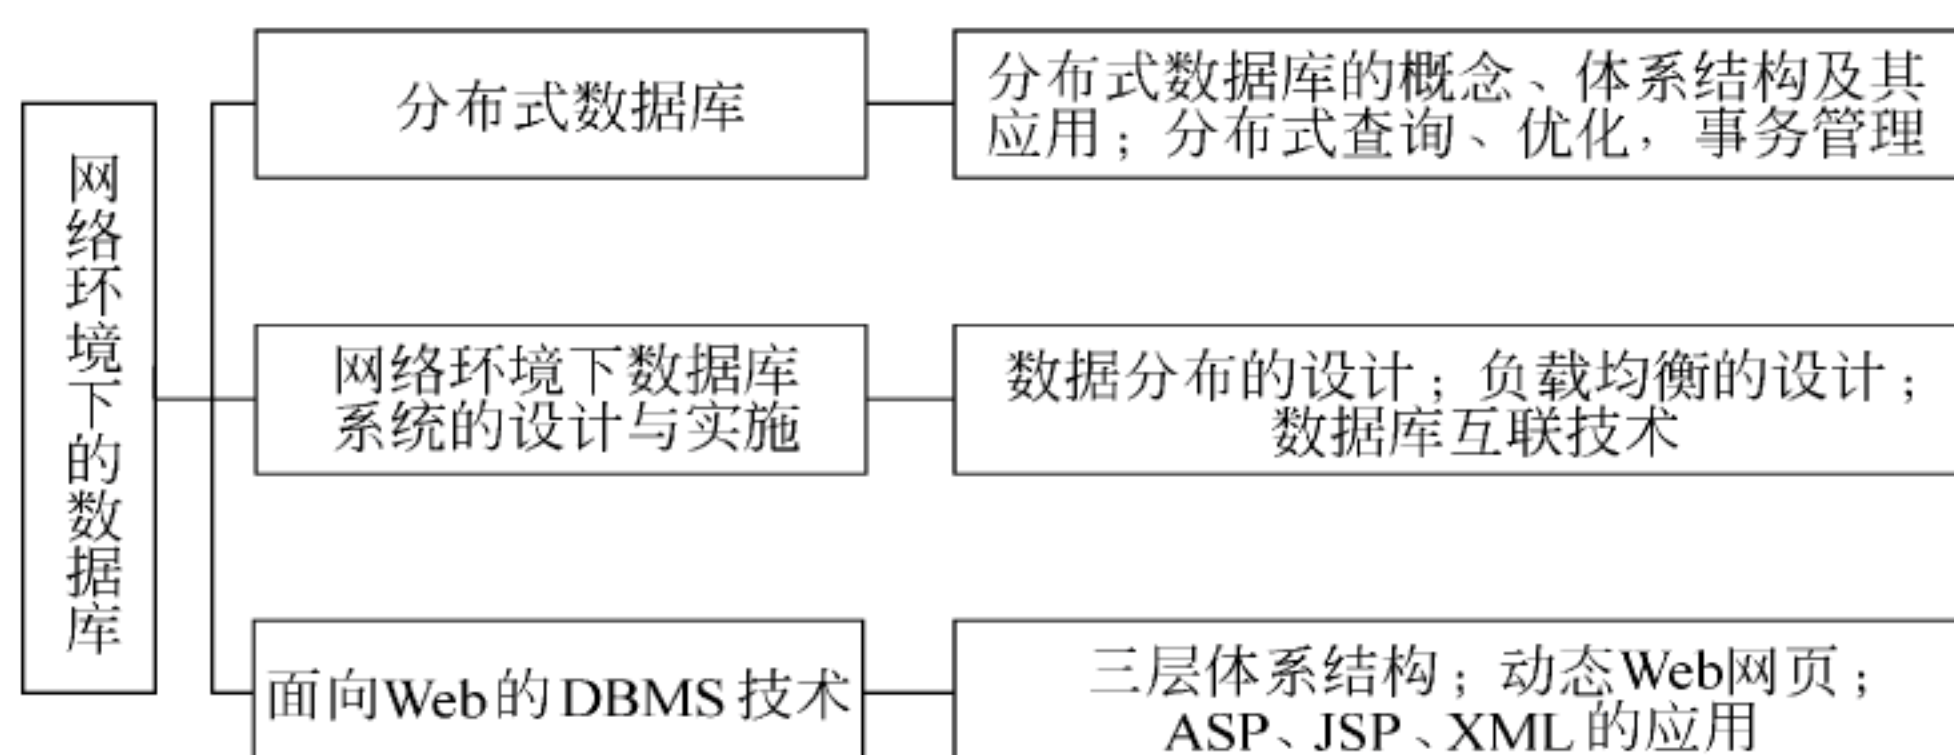 网络环境下的数据库
分布式数据库
分布式数据库的概念、体系结构及其
应用；分布式查询、优化，事务管理
网络环境下数据库
系统的设计与实施
数据分布的设计；负载均衡的设计；
数据库互联技术
面向Web的DBMS技术
三层体系结构；动态Web网页；
ASP、JSP、XML的应用